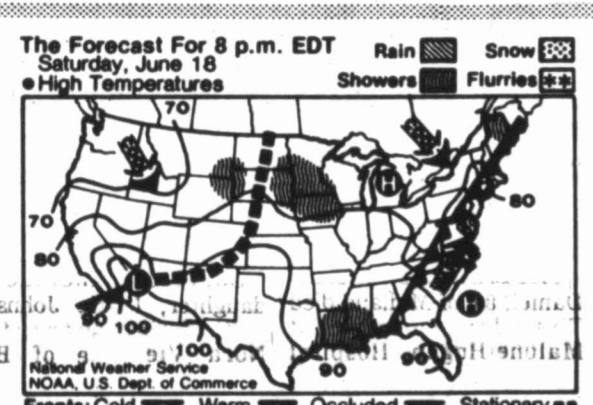 The Forecast For 8 p.m. EDT
Saturday, June 18
● High Temperatures
Rain Snow
Showers Flurries
70
70
80
80
H
L
H
90 100
100
90
90
National Weather Service
NOAA, U.S. Dept. of Commerce
Fronts: Cold Warm Occluded Stationary